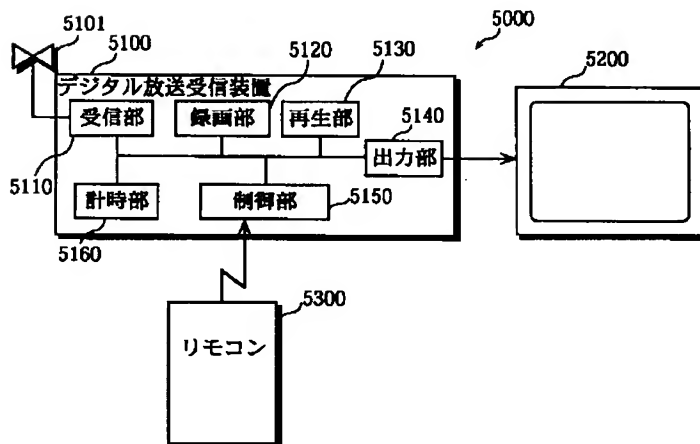 5101
5100
5000
5120
5130
5200
デジタル放送受信装置
5140
受信部
録画部
再生部
出力部
5110
計時部
制御部
5150
5160
5300
リモコン